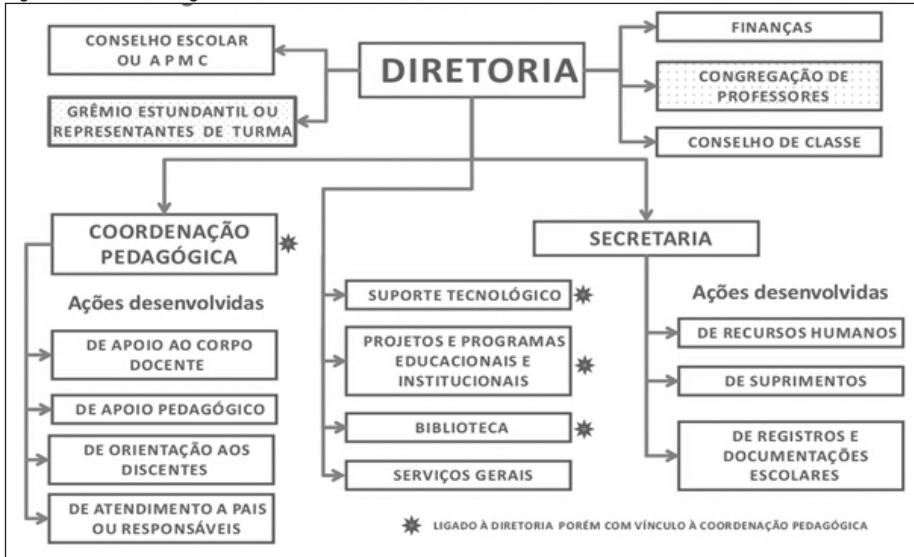 CONSELHO ESCOLAR
OU A P M C
GRÊMIO ESTUNDANTIL OU
REPRESENTANTES DE TURMA
DIRETORIA
FINANÇAS
CONGREGAÇÃO DE
PROFESSORES
CONSELHO DE CLASSE
COORDENAÇÃO
PEDAGÓGICA
Ações desenvolvidas
DE APOIO AO CORPO
DOCENTE
DE APOIO PEDAGÓGICO
DE ORIENTAÇÃO AOS
DISCENTES
DE ATENDIMENTO A PAIS
OU RESPONSÁVEIS
SUPORTE TECNOLÓGICO
PROJETOS E PROGRAMAS
EDUCACIONAIS E
INSTITUCIONAIS
BIBLIOTECA
SERVIÇOS GERAIS
SECRETARIA
Ações desenvolvidas
DE RECURSOS HUMANOS
DE SUPRIMENTOS
DE REGISTROS E
DOCUMENTAÇÕES
ESCOLARES
LIGADO À DIRETORIA PORÉM COM VÍNCULO À COORDENAÇÃO PEDAGÓGICA